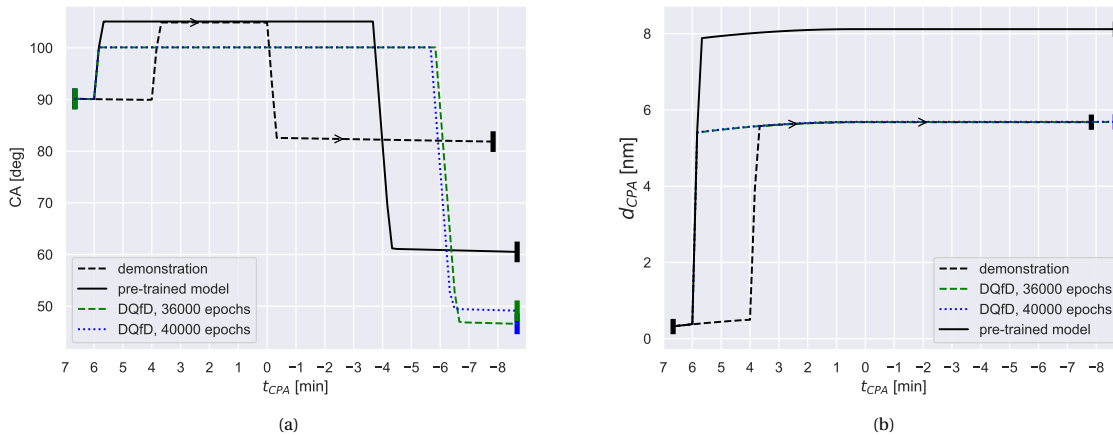 CA [deg]
100
90
80
70
60
50
demonstration
pre-trained model
DQfD, 36000 epochs
DQfD, 40000 epochs
7 6 5 4 3 2 1 0 −1 −2 −3 −4 −5 −6 −7 −8
t_CPA [min]
(a)
d_CPA [nm]
8
6
4
2
0
demonstration
DQfD, 36000 epochs
DQfD, 40000 epochs
pre-trained model
7 6 5 4 3 2 1 0 −1 −2 −3 −4 −5 −6 −7 −8
t_CPA [min]
(b)